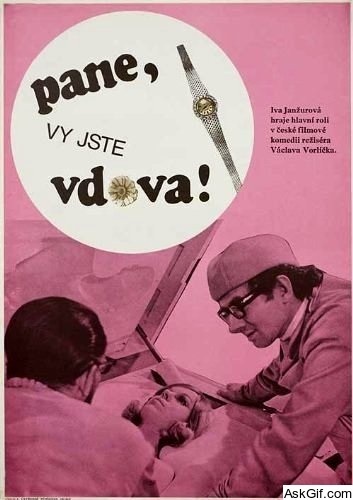 pane,
VY JSTE
vdova!
Iva Janžurová
hraje hlavní roli
v české filmové
komedii režiséra
Václava Vorlíčka.
AskGif.com